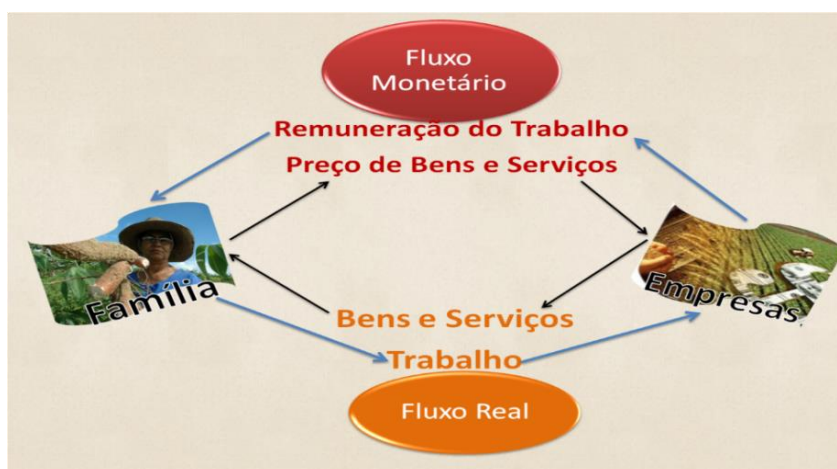 Fluxo
Monetário
Remuneração do Trabalho
Preço de Bens e Serviços
Família
Empresas
Bens e Serviços
Trabalho
Fluxo Real